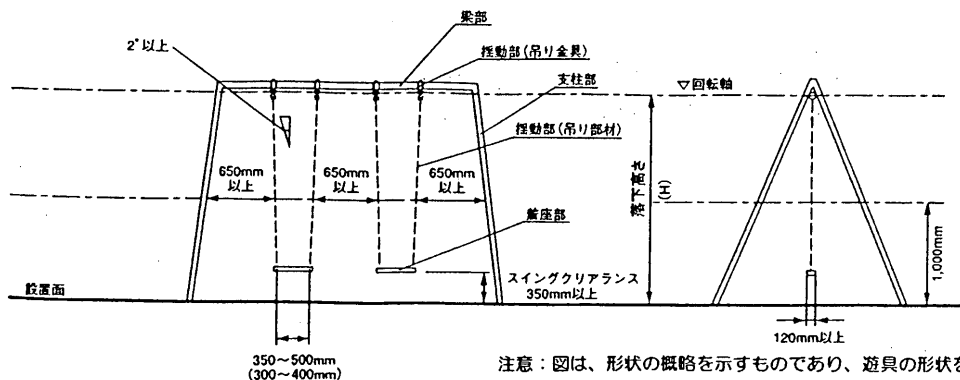 梁部
2°以上
揺動部(吊り金具)
支柱部
▽回転軸
揺動部(吊り部材)
650mm
以上
650mm
以上
650mm
以上
落下高さ
(H)
着座部
1,000mm
スイングクリアランス
350mm以上
設置面
120mm以上
350〜500mm
(300〜400mm)
注意：図は、形状の概略を示すものであり、遊具の形状を